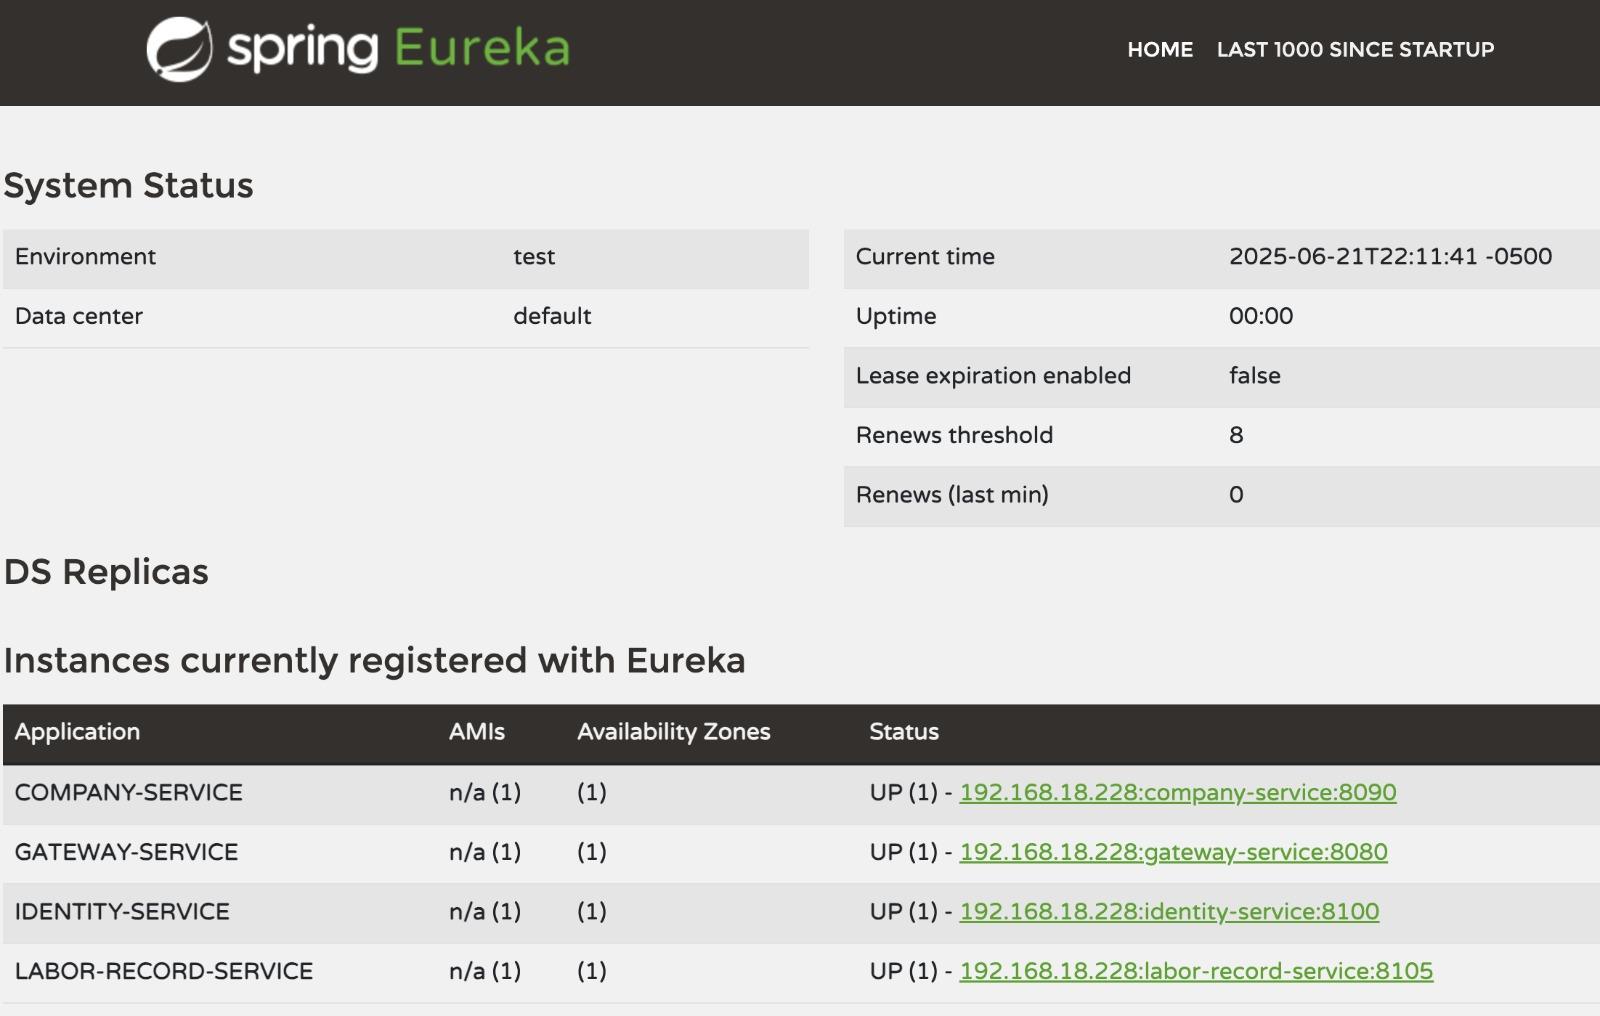 spring Eureka
HOME LAST 1000 SINCE STARTUP
System Status
Environment test
Data center default
Current time 2025-06-21T22:11:41 -0500
Uptime 00:00
Lease expiration enabled false
Renews threshold 8
Renews (last min) 0
DS Replicas
Instances currently registered with Eureka
Application AMIs Availability Zones Status
COMPANY-SERVICE n/a (1) (1) UP (1) - 192.168.18.228:company-service:8090
GATEWAY-SERVICE n/a (1) (1) UP (1) - 192.168.18.228:gateway-service:8080
IDENTITY-SERVICE n/a (1) (1) UP (1) - 192.168.18.228:identity-service:8100
LABOR-RECORD-SERVICE n/a (1) (1) UP (1) - 192.168.18.228:labor-record-service:8105